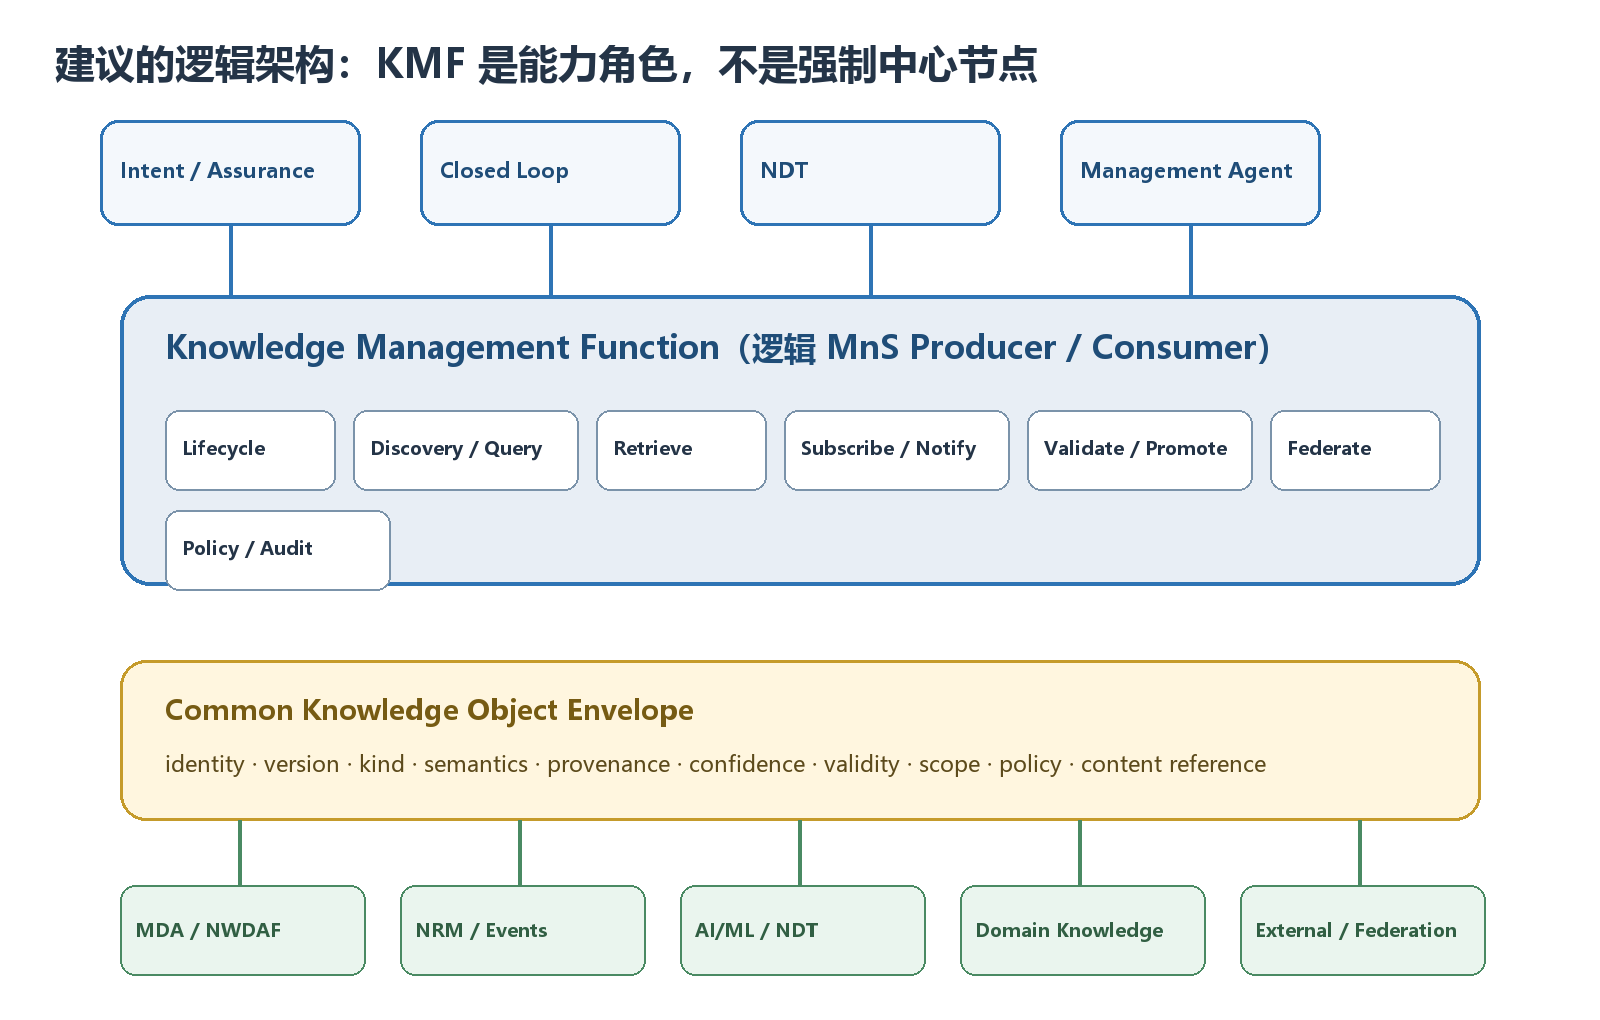 建议的逻辑架构：KMF 是能力角色，不是强制中心节点
Intent / Assurance
Closed Loop
NDT
Management Agent
Knowledge Management Function（逻辑 MnS Producer / Consumer）
Lifecycle
Discovery / Query
Retrieve
Subscribe / Notify
Validate / Promote
Federate
Policy / Audit
Common Knowledge Object Envelope
identity · version · kind · semantics · provenance · confidence · validity · scope · policy · content reference
MDA / NWDAF
NRM / Events
AI/ML / NDT
Domain Knowledge
External / Federation